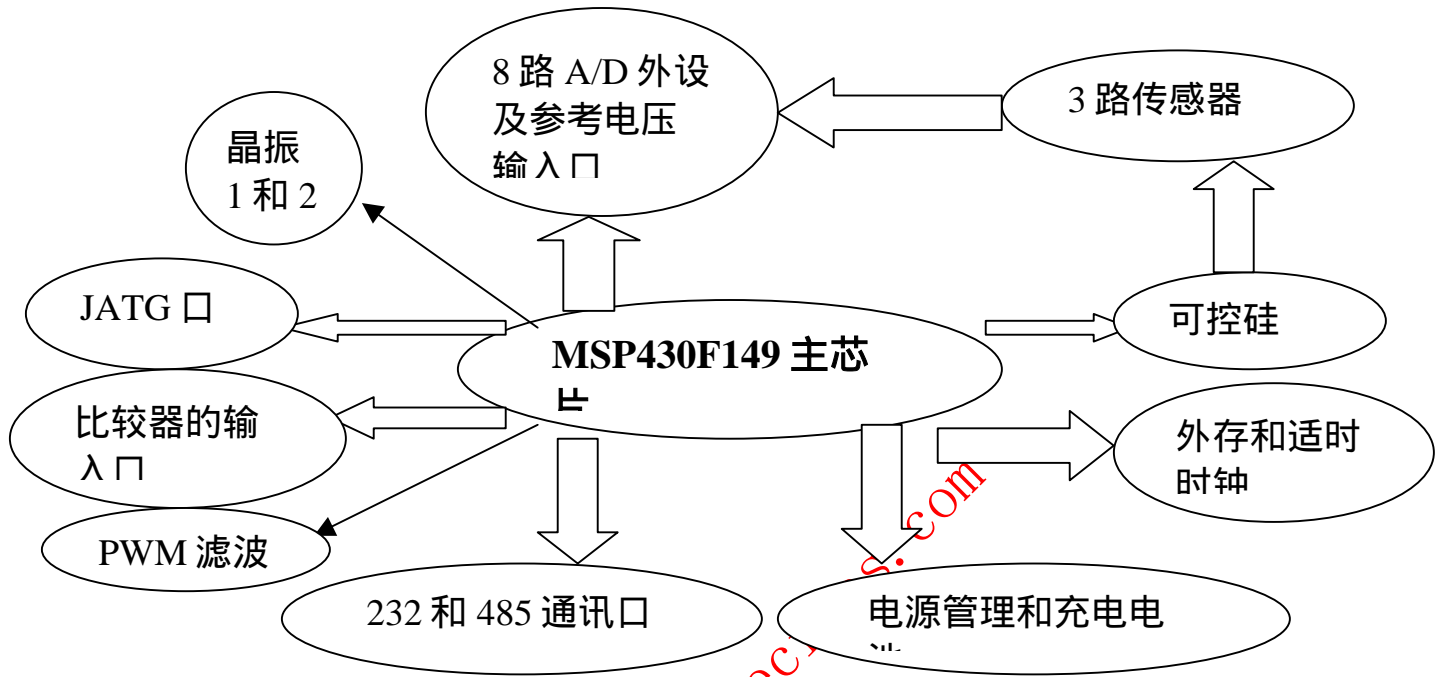 8 路 A/D 外设
及参考电压
输入口
3 路传感器
晶振
1 和 2
JATG 口
可控硅
MSP430F149 主芯
片
比较器的输
入口
外存和适时
时钟
PWM 滤波
232 和 485 通讯口
电源管理和充电电
.com